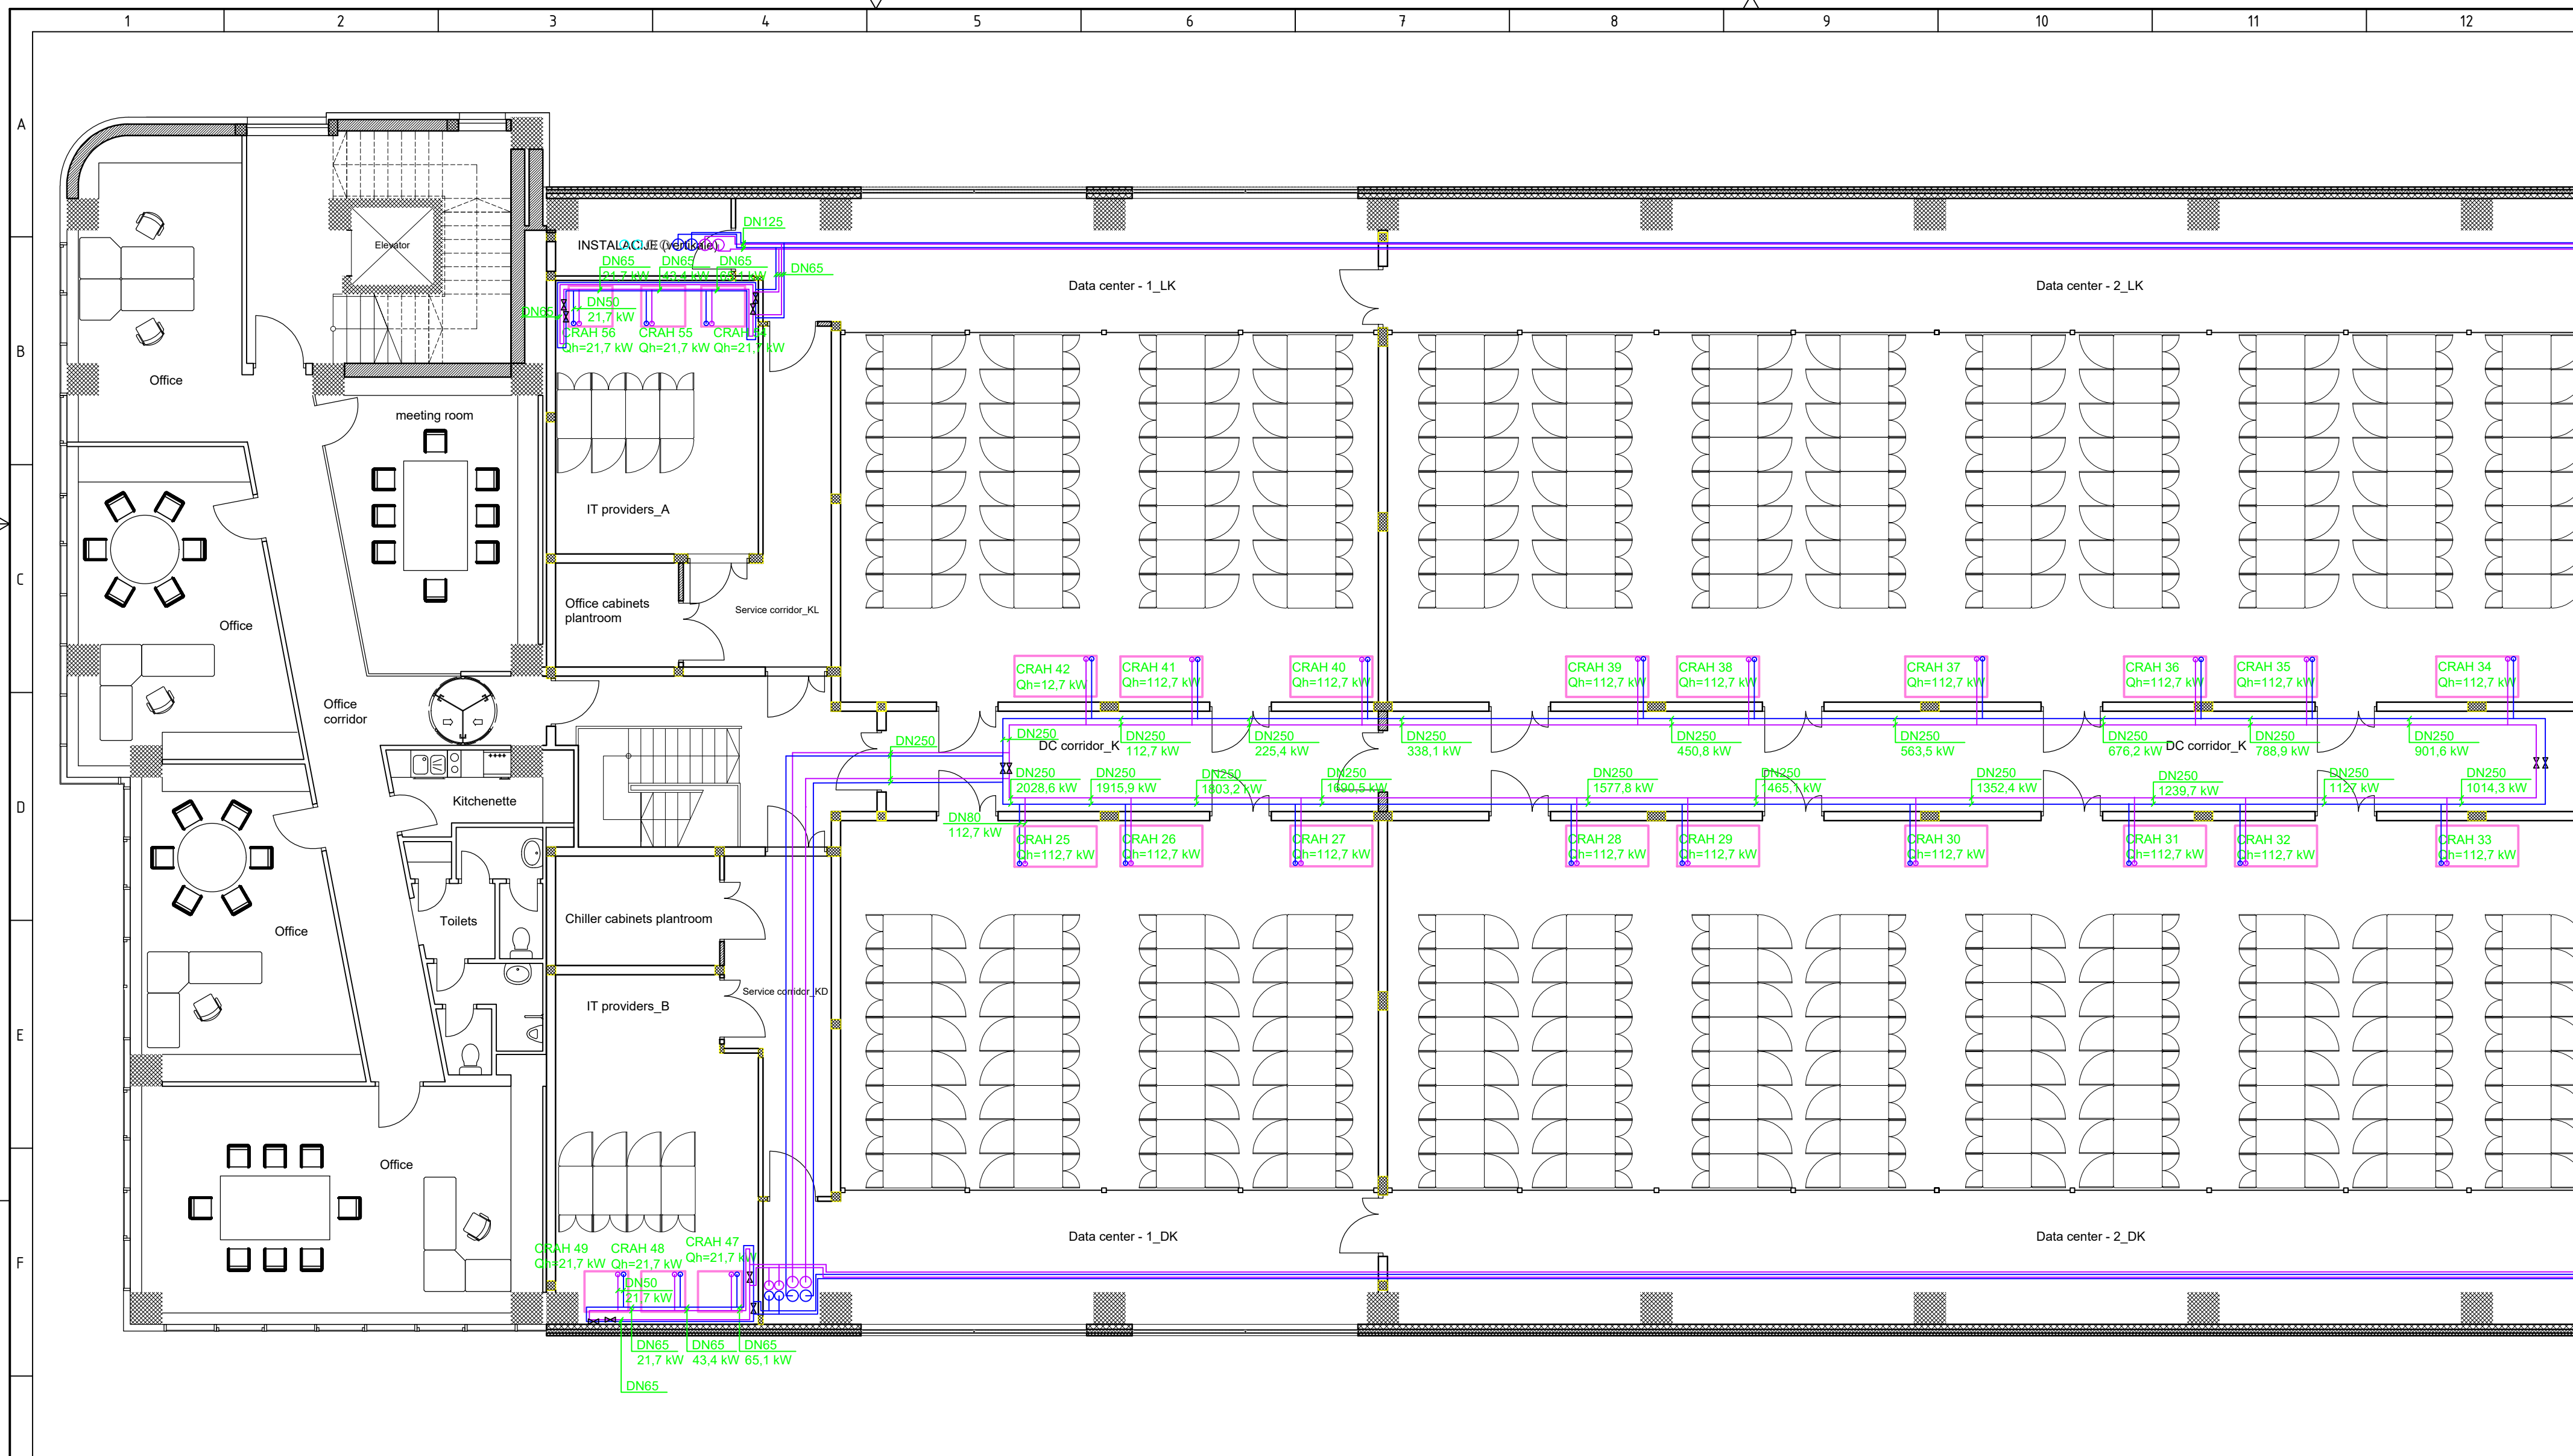 1 2 3 4 5 6 7 8 9 10 11 12
A
B
C
D
E
F
Elevator
INSTALACIJE (vertikale)
DN125
DN65
DN65
DN65
DN65
DN65
DN50
21,7 kW
21,7 kW
43,4 kW
CRAH 56
Qh=21,7 kW
CRAH 55
Qh=21,7 kW
Qh=21,7 kW
Data center - 1_LK
Data center - 2_LK
Office
meeting room
IT providers_A
Office cabinets
plantroom
Service corridor_KL
Office
Office
corridor
CRAH 42
Qh=12,7 kW
CRAH 41
Qh=112,7 kW
CRAH 40
Qh=112,7 kW
CRAH 39
Qh=112,7 kW
CRAH 38
Qh=112,7 kW
CRAH 37
Qh=112,7 kW
CRAH 36
Qh=112,7 kW
CRAH 35
Qh=112,7 kW
CRAH 34
Qh=112,7 kW
DN250
DN250
DC corridor_K
DN250
112,7 kW
DN250
225,4 kW
DN250
338,1 kW
DN250
450,8 kW
DN250
563,5 kW
DN250
676,2 kW
DC corridor_K
DN250
788,9 kW
DN250
901,6 kW
DN250
2028,6 kW
DN250
1915,9 kW
DN250
1803,2 kW
DN250
1690,5 kW
DN250
1577,8 kW
DN250
1465,1 kW
DN250
1352,4 kW
DN250
1239,7 kW
DN250
1127 kW
DN250
1014,3 kW
DN80
112,7 kW
CRAH 25
Qh=112,7 kW
CRAH 26
Qh=112,7 kW
CRAH 27
Qh=112,7 kW
CRAH 28
Qh=112,7 kW
CRAH 29
Qh=112,7 kW
CRAH 30
Qh=112,7 kW
CRAH 31
Qh=112,7 kW
CRAH 32
Qh=112,7 kW
CRAH 33
Qh=112,7 kW
Kitchenette
Toilets
Chiller cabinets plantroom
Office
Service corridor_KD
IT providers_B
Office
Data center - 1_DK
Data center - 2_DK
CRAH 49
Qh=21,7 kW
CRAH 48
Qh=21,7 kW
CRAH 47
Qh=21,7 kW
DN50
21,7 kW
DN65
21,7 kW
DN65
43,4 kW
DN65
65,1 kW
DN65